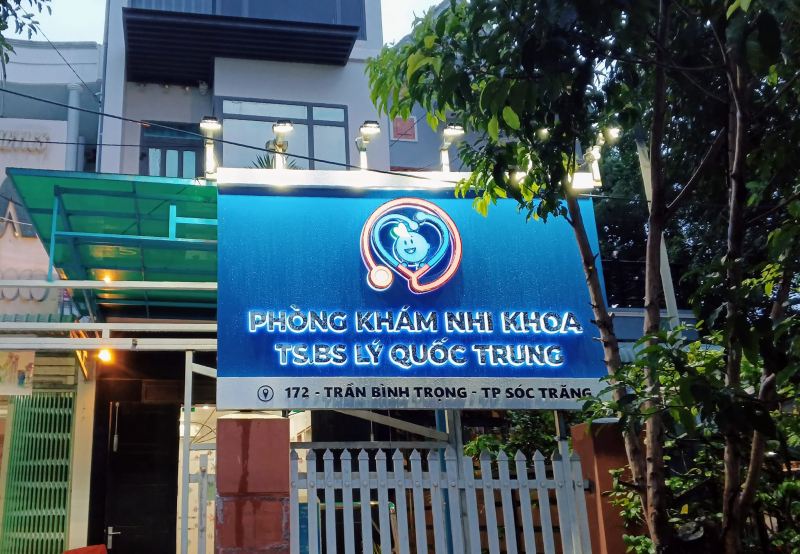 PHÒNG KHÁM NHI KHOA
TS.BS LÝ QUỐC TRUNG
172 - TRẦN BÌNH TRỌNG - TP SÓC TRĂNG